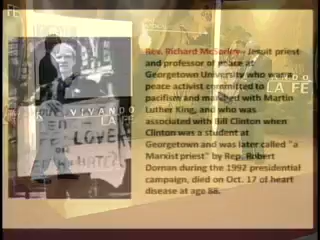 FE
Rev. Richard McSorley - Jesuit priest
and professor of peace at
Georgetown University who was a
peace activist committed to
pacifism and marched with Martin
Luther King, and who was
associated with Bill Clinton when
Clinton was a student at
Georgetown and was later called "a
Marxist priest" by Rep. Robert
Dornan during the 1992 presidential
campaign, died on Oct. 17 of heart
disease at age 88.
VIVANDO
LA FE
LOVE
LA FE